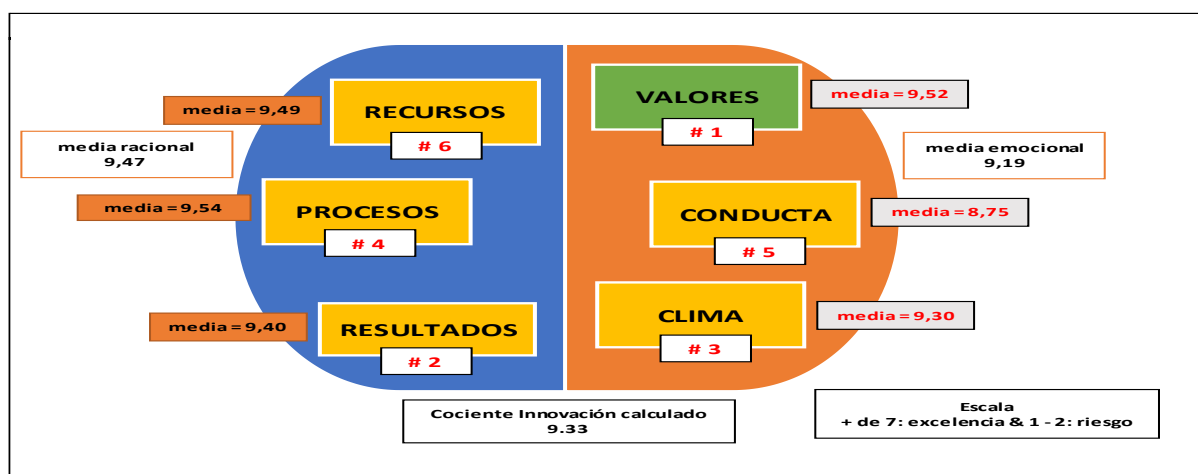 RECURSOS
media = 9,49
# 6
media racional
9,47
PROCESOS
media = 9,54
# 4
RESULTADOS
media = 9,40
# 2
VALORES
media = 9,52
# 1
media emocional
9,19
CONDUCTA
media = 8,75
# 5
CLIMA
media = 9,30
# 3
Cociente Innovación calculado
9.33
Escala
+ de 7: excelencia & 1 - 2: riesgo